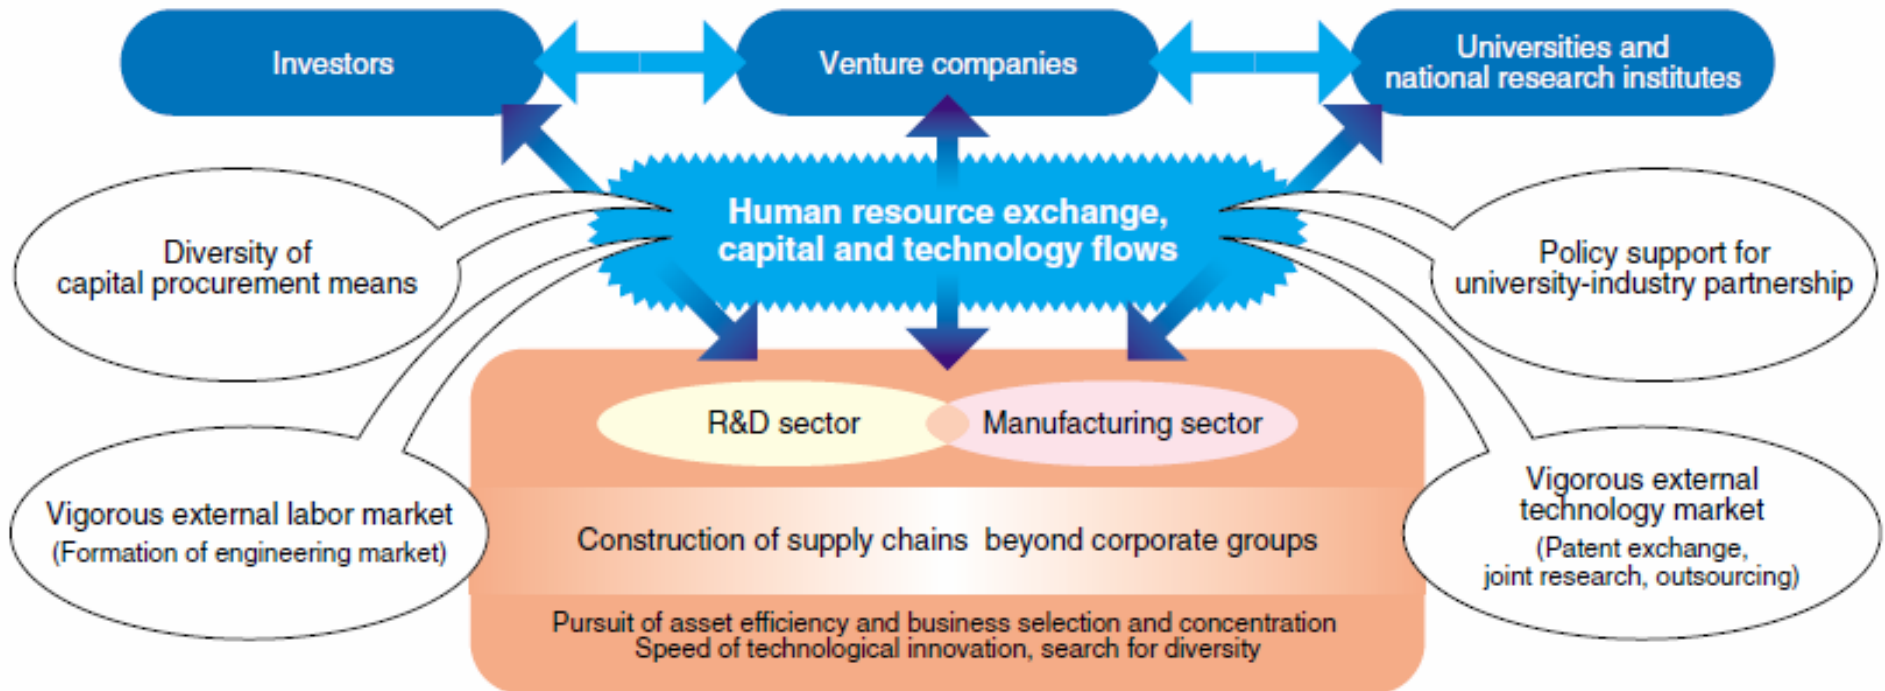 Investors
Venture companies
Universities and
national research institutes
Human resource exchange,
capital and technology flows
Diversity of
capital procurement means
Policy support for
university-industry partnership
R&D sector
Manufacturing sector
Vigorous external labor market
(Formation of engineering market)
Construction of supply chains beyond corporate groups
Vigorous external
technology market
(Patent exchange,
joint research, outsourcing)
Pursuit of asset efficiency and business selection and concentration
Speed of technological innovation, search for diversity